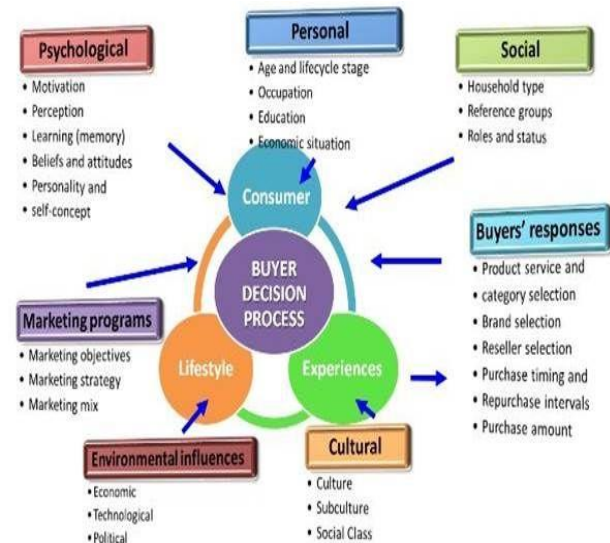 Psychological
• Motivation
• Perception
• Learning (memory)
• Beliefs and attitudes
• Personality and
self-concept
Personal
• Age and lifecycle stage
• Occupation
• Education
• Economic situation
Social
• Household type
• Reference groups
• Roles and status
Consumer
BUYER
DECISION
PROCESS
Lifestyle
Experiences
Buyers' responses
• Product service and
• category selection
• Brand selection
• Reseller selection
• Purchase timing and
• Repurchase intervals
• Purchase amount
Marketing programs
• Marketing objectives
• Marketing strategy
• Marketing mix
Environmental influences
•Economic
•Technological
•Political
Cultural
• Culture
• Subculture
• Social Class